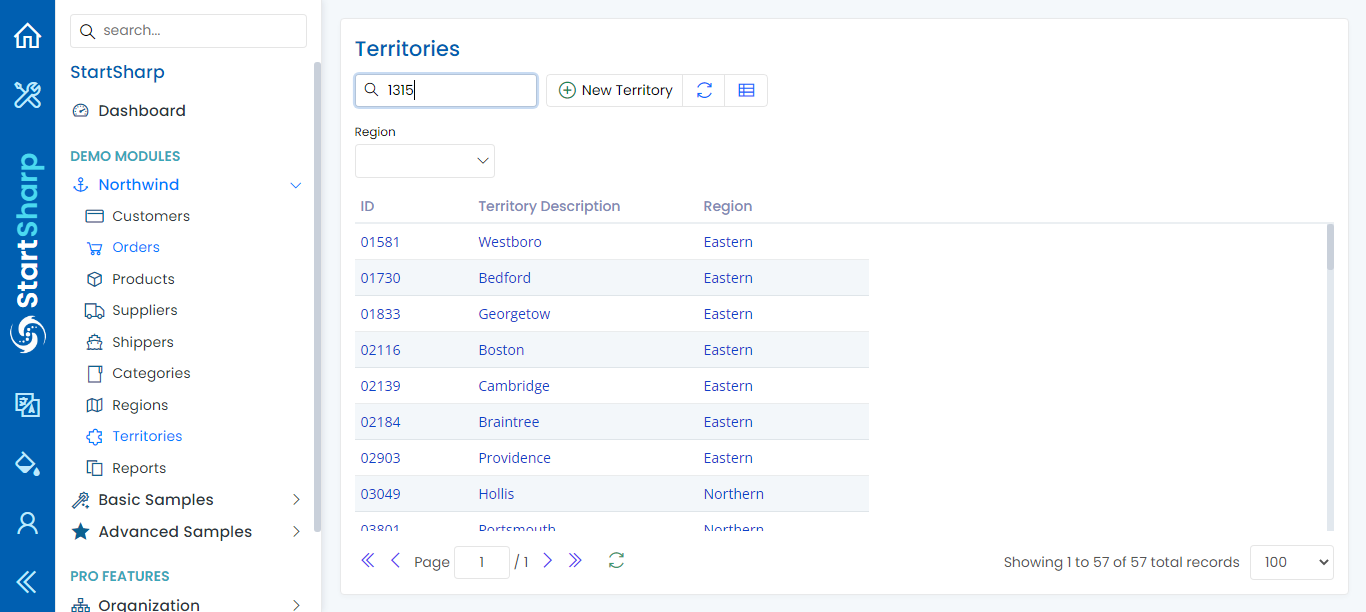 search...
StartSharp
Dashboard
DEMO MODULES
Northwind
Customers
Orders
Products
Suppliers
Shippers
Categories
Regions
Territories
Reports
Basic Samples
Advanced Samples
PRO FEATURES
Organization
StartSharp
Territories
1315
New Territory
Region
ID Territory Description Region
01581 Westboro Eastern
01730 Bedford Eastern
01833 Georgetow Eastern
02116 Boston Eastern
02139 Cambridge Eastern
02184 Braintree Eastern
02903 Providence Eastern
03049 Hollis Northern
03801 Portsmouth Northern
Page 1 / 1
Showing 1 to 57 of 57 total records 100